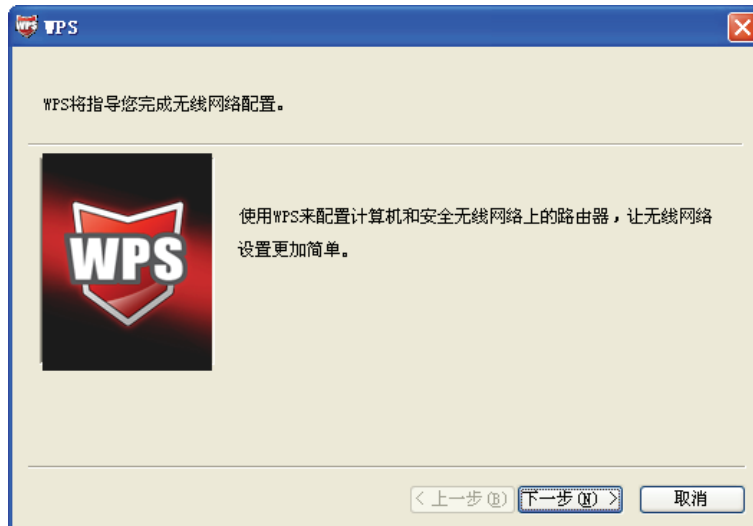 WPS
WPS将指导您完成无线网络配置。
WPS
使用WPS来配置计算机和安全无线网络上的路由器，让无线网络
设置更加简单。
< 上一步(B)
下一步(N) >
取消